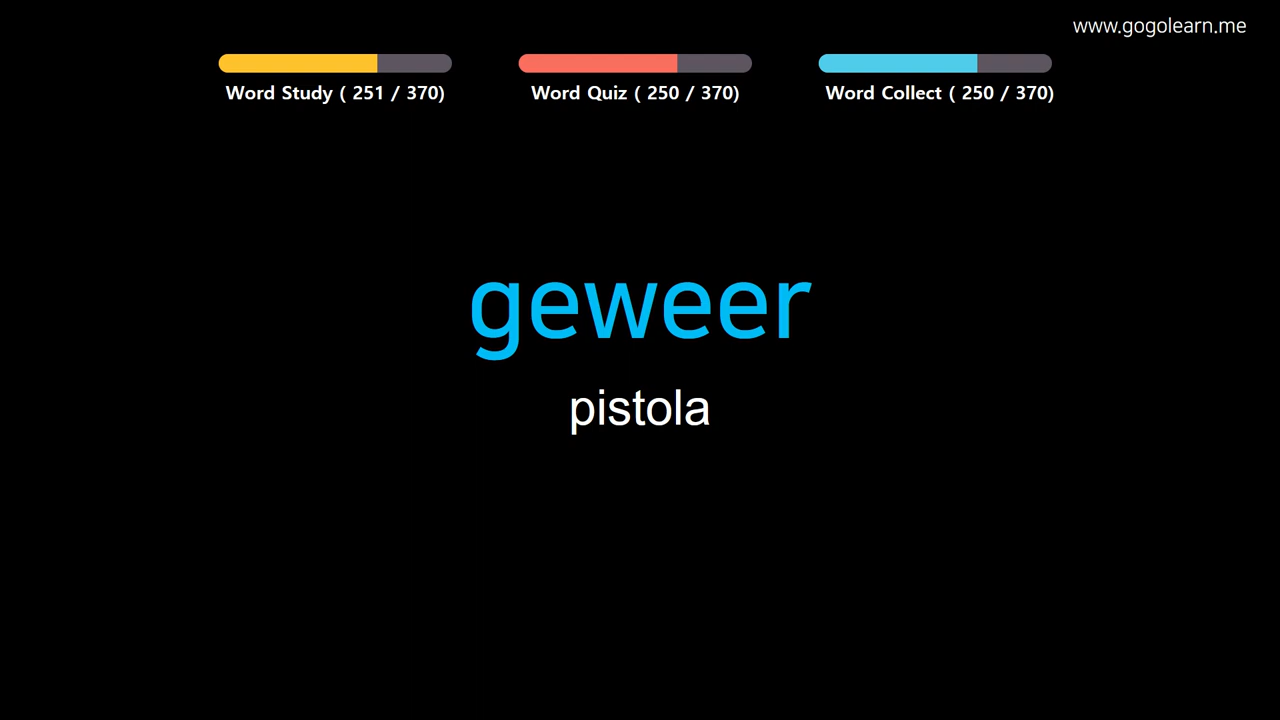 www.gogolearn.me
Word Study ( 251 / 370)
Word Quiz ( 250 / 370)
Word Collect ( 250 / 370)
geweer
pistola